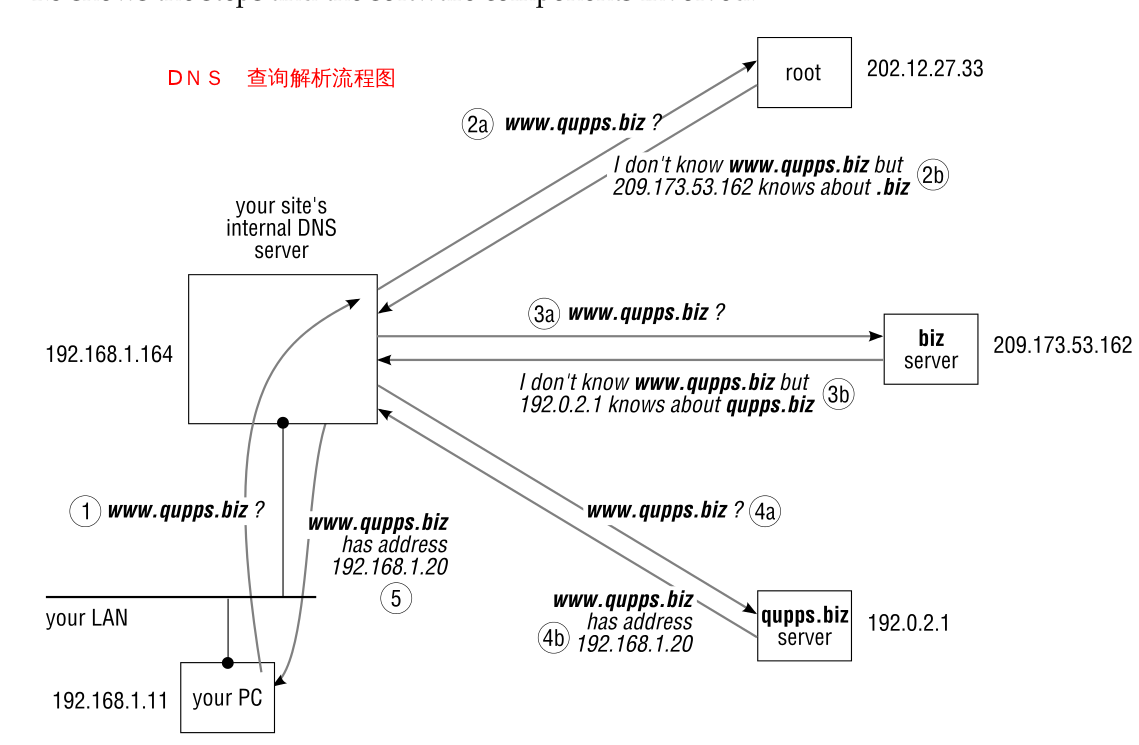 DNS 查询解析流程图
root
202.12.27.33
2a www.qupps.biz ?
I don't know www.qupps.biz but
209.173.53.162 knows about .biz
2b
your site's
internal DNS
server
192.168.1.164
3a www.qupps.biz ?
biz
server
209.173.53.162
I don't know www.qupps.biz but
192.0.2.1 knows about qupps.biz
3b
1 www.qupps.biz ?
www.qupps.biz
has address
192.168.1.20
5
www.qupps.biz ? 4a
www.qupps.biz
has address
4b 192.168.1.20
qupps.biz
server
192.0.2.1
your LAN
192.168.1.11
your PC